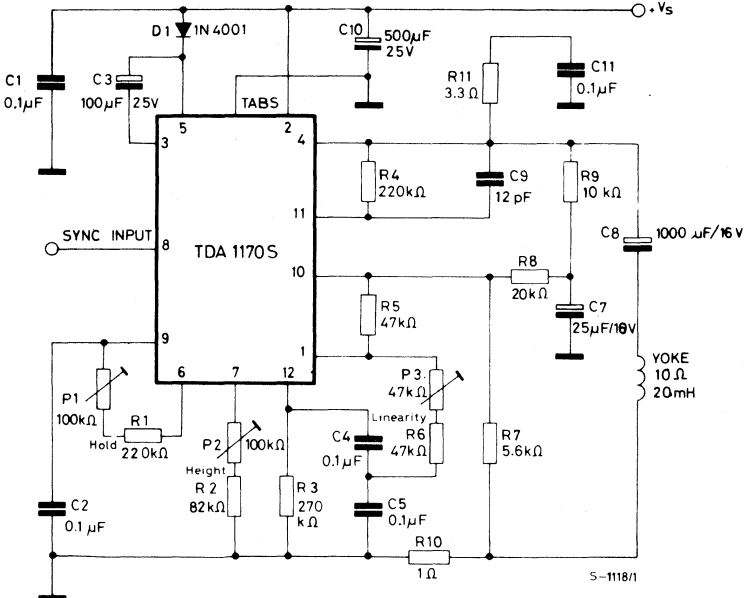 +Vs
D1 1N4001
C10 500µF
25V
C1
0.1µF
C3
100µF 25V
R11
3.3Ω
C11
0.1µF
TABS
5
2
3
4
R4
220kΩ
C9
12pF
R9
10 kΩ
11
SYNC INPUT
8
TDA 1170S
C8
1000 µF/16V
10
R8
20kΩ
R5
47kΩ
C7
25µF/
9
1
6
7
12
P1
100kΩ
Hold
R1
220kΩ
P2
100kΩ
Height
R2
82kΩ
R3
270
kΩ
P3.
47kΩ
Linearity
R6
47kΩ
C4
0.1µF
C5
0.1µF
R7
5.6kΩ
YOKE
10Ω
20mH
C2
0.1µF
R10
1Ω
S-1118/1